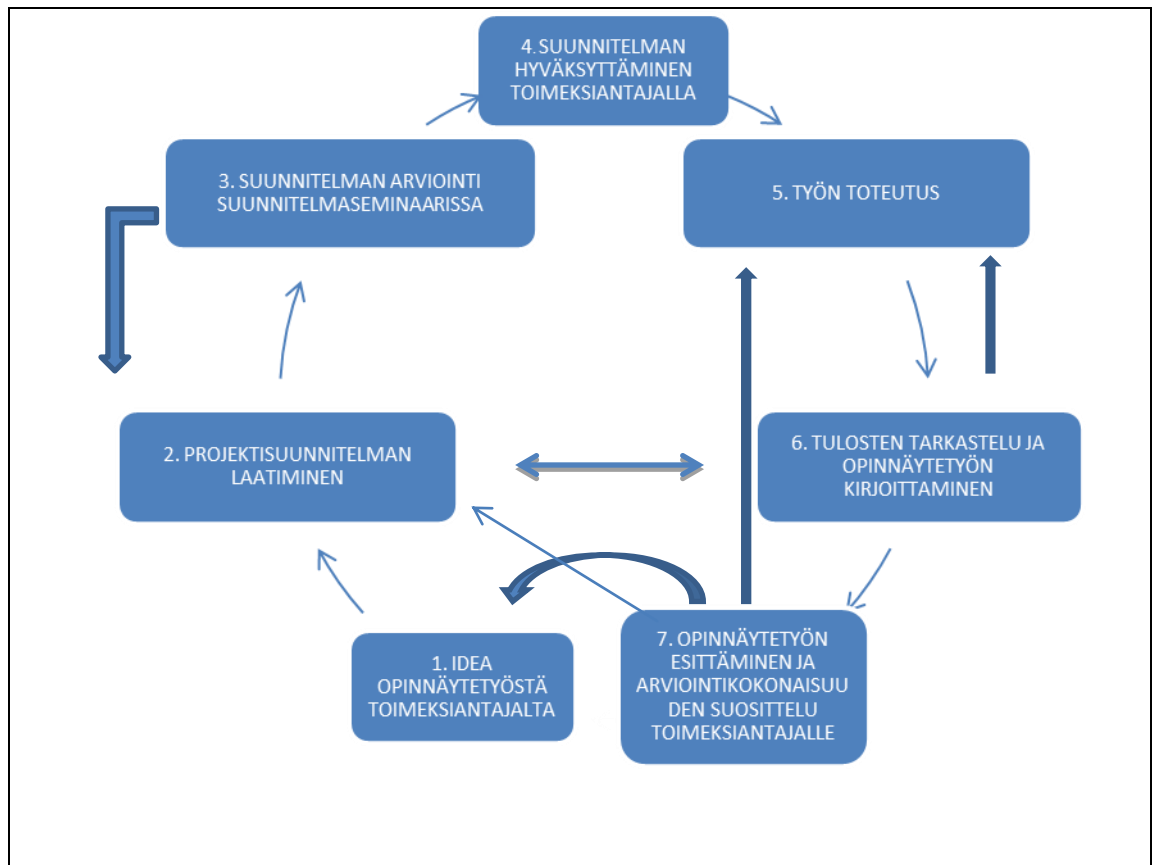 4. SUUNNITELMAN
HYVÄKSYTTÄMINEN
TOIMEKSIANTAJALLA
3. SUUNNITELMAN ARVIOINTI
SUUNNITELMASEMINAARISSA
5. TYÖN TOTEUTUS
2. PROJEKTISUUNNITELMAN
LAATIMINEN
6. TULOSTEN TARKASTELU JA
OPINNÄYTETYÖN
KIRJOITTAMINEN
1. IDEA
OPINNÄYTETYÖSTÄ
TOIMEKSIANTAJALTA
7. OPINNÄYTETYÖN
ESITTÄMINEN JA
ARVIOINTIKOKONAISUU
DEN SUOSITTELU
TOIMEKSIANTAJALLE